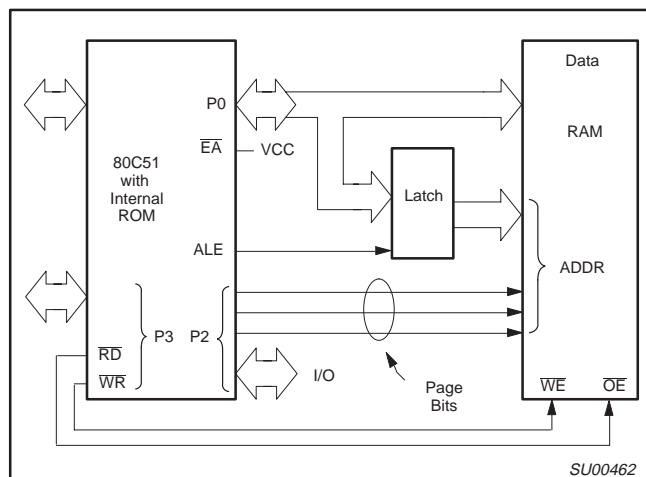 Data
RAM
P0
EA
VCC
80C51
with
Internal
ROM
Latch
ALE
ADDR
P3
P2
RD
WR
I/O
Page
Bits
WE
OE
SU00462